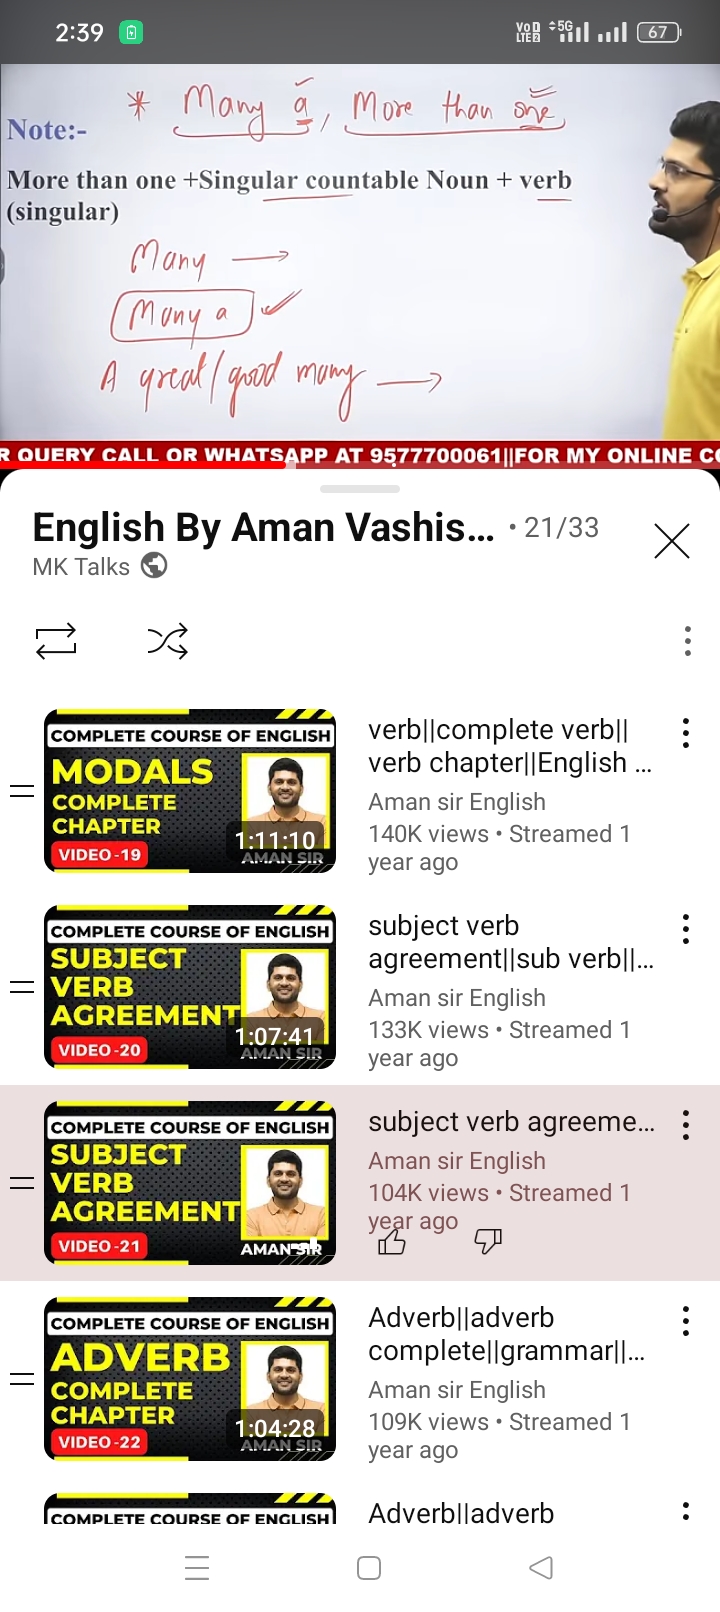 2:39
Vo D
LTE 2
5G
67
* Many a, More than one
Note:-
More than one +Singular countable Noun + verb
(singular)
Many →
Many a ✓
A great/good many →
R QUERY CALL OR WHATSAPP AT 9577700061||FOR MY ONLINE CO
English By Aman Vashis... • 21/33
MK Talks
COMPLETE COURSE OF ENGLISH
MODALS
COMPLETE
CHAPTER
VIDEO-19
1:11:10
AMAN SIR
verb||complete verb||
verb chapter||English ...
Aman sir English
140K views • Streamed 1
year ago
COMPLETE COURSE OF ENGLISH
SUBJECT
VERB
AGREEMENT
VIDEO-20
1:07:41
AMAN SIR
subject verb
agreement||sub verb||...
Aman sir English
133K views • Streamed 1
year ago
COMPLETE COURSE OF ENGLISH
SUBJECT
VERB
AGREEMENT
VIDEO-21
AMAN SIR
subject verb agreeme...
Aman sir English
104K views • Streamed 1
year ago
COMPLETE COURSE OF ENGLISH
ADVERB
COMPLETE
CHAPTER
VIDEO-22
1:04:28
AMAN SIR
Adverb||adverb
complete||grammar||...
Aman sir English
109K views • Streamed 1
year ago
COMPLETE COURSE OF ENGLISH
Adverb||adverb